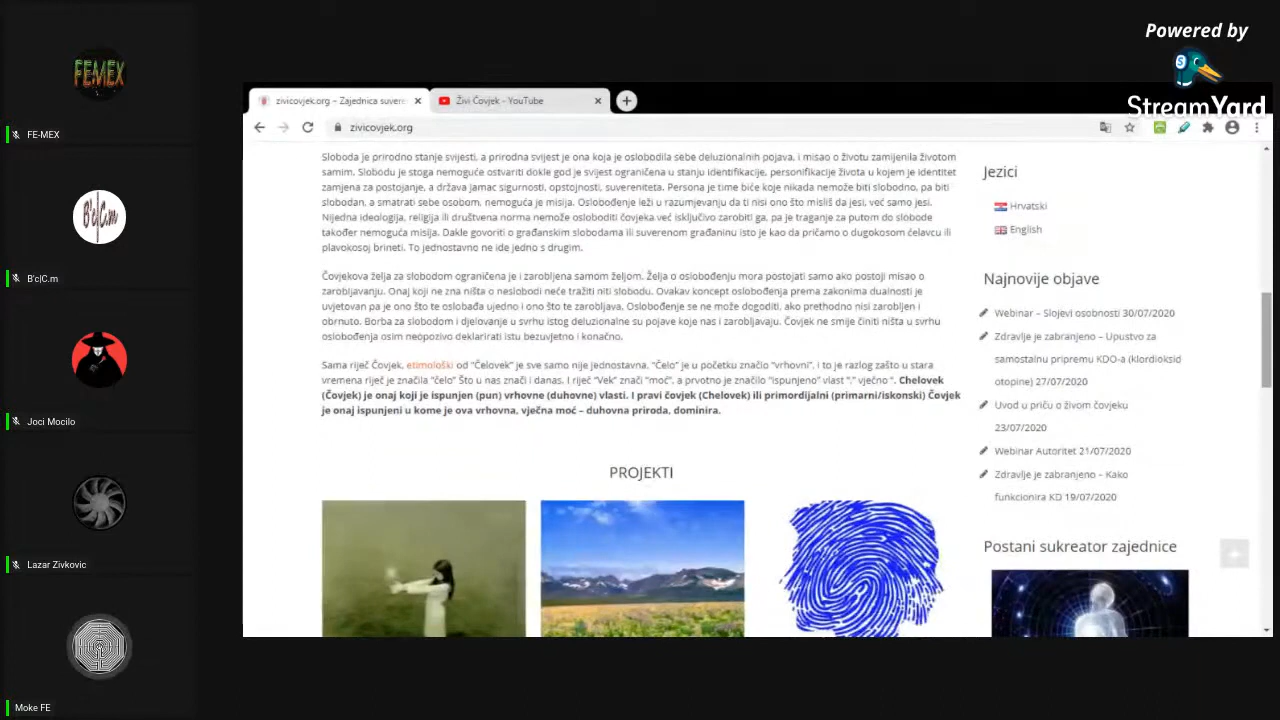 Powered by
StreamYard
FEMEX
FE-MEX
B'c|C.m
B'c|C.m
Joci Mocilo
Lazar Zivkovic
Moke FE
zivicovjek.org – Zajednica suver
Živi Čovjek – YouTube
zivicovjek.org
Sloboda je prirodno stanje svijesti, a prirodna svijest je ona koja je oslobodila sebe deluzionalnih pojava, i misao o životu zamijenila životom
samim. Slobodu je stoga nemoguće ostvariti dokle god je svijest ograničena u stanju identifikacije, personifikacije života u kojem je identitet
zamjena za postojanje, a država jamac sigurnosti, opstojnosti, suvereniteta. Persona je time biće koje nikada nemože biti slobodno, pa biti
slobodan, a smatrati sebe osobom, nemoguća je misija. Oslobođenje leži u razumjevanju da ti nisi ono što misliš da jesi, već samo jesi.
Nijedna ideologija, religija ili društvena norma nemože osloboditi čovjeka već isključivo zarobiti ga, pa je traganje za putom do slobode
također nemoguća misija. Dakle govoriti o građanskim slobodama ili suverenom građaninu isto je kao da pričamo o dugokosom ćelavcu ili
plavokosoj brineti. To jednostavno ne ide jedno s drugim.
Čovjekova želja za slobodom ograničena je i zarobljena samom željom. Želja o oslobođenju mora postojati samo ako postoji misao o
zarobljavanju. Onaj koji ne zna ništa o neslobodi neće tražiti niti slobodu. Ovakav koncept oslobođenja prema zakonima dualnosti je
uvjetovan pa je ono što te oslobađa ujedno i ono što te zarobljava, Oslobođenje se ne može dogoditi, ako prethodno nisi zarobljen i
obrnuto. Borba za slobodom i djelovanje u svrhu istog deluzionalne su pojave koje nas i zarobljavaju. Čovjek ne smije činiti ništa u svrhu
oslobođenja osim neopozivo deklarirati istu bezuvjetno i konačno.
Sama riječ Čovjek, etimološki od “Čelovek” je sve samo nije jednostavna. “Čelo” je u početku značio “vrhovni”, i to je razlog zašto u stara
vremena riječ je značila “čelo” Što u nas znači i danas. I riječ “Vek” znači “moć”, a prvotno je značilo “ispunjeno” vlast “,” vječno “. Chelovek
(Čovjek) je onaj koji je ispunjen (pun) vrhovne (duhovne) vlasti. I pravi čovjek (Chelovek) ili primordijalni (primarni/iskonski) Čovjek
je onaj ispunjeni u kome je ova vrhovna, vječna moć – duhovna priroda, dominira.
PROJEKTI
Jezici
Hrvatski
English
Najnovije objave
Webinar – Slojevi osobnosti 30/07/2020
Zdravlje je zabranjeno – Upustvo za
samostalnu pripremu KDO-a (klordioksid
otopine) 27/07/2020
Uvod u priču o živom čovjeku
23/07/2020
Webinar Autoritet 21/07/2020
Zdravlje je zabranjeno – Kako
funkcionira KD 19/07/2020
Postani sukreator zajednice